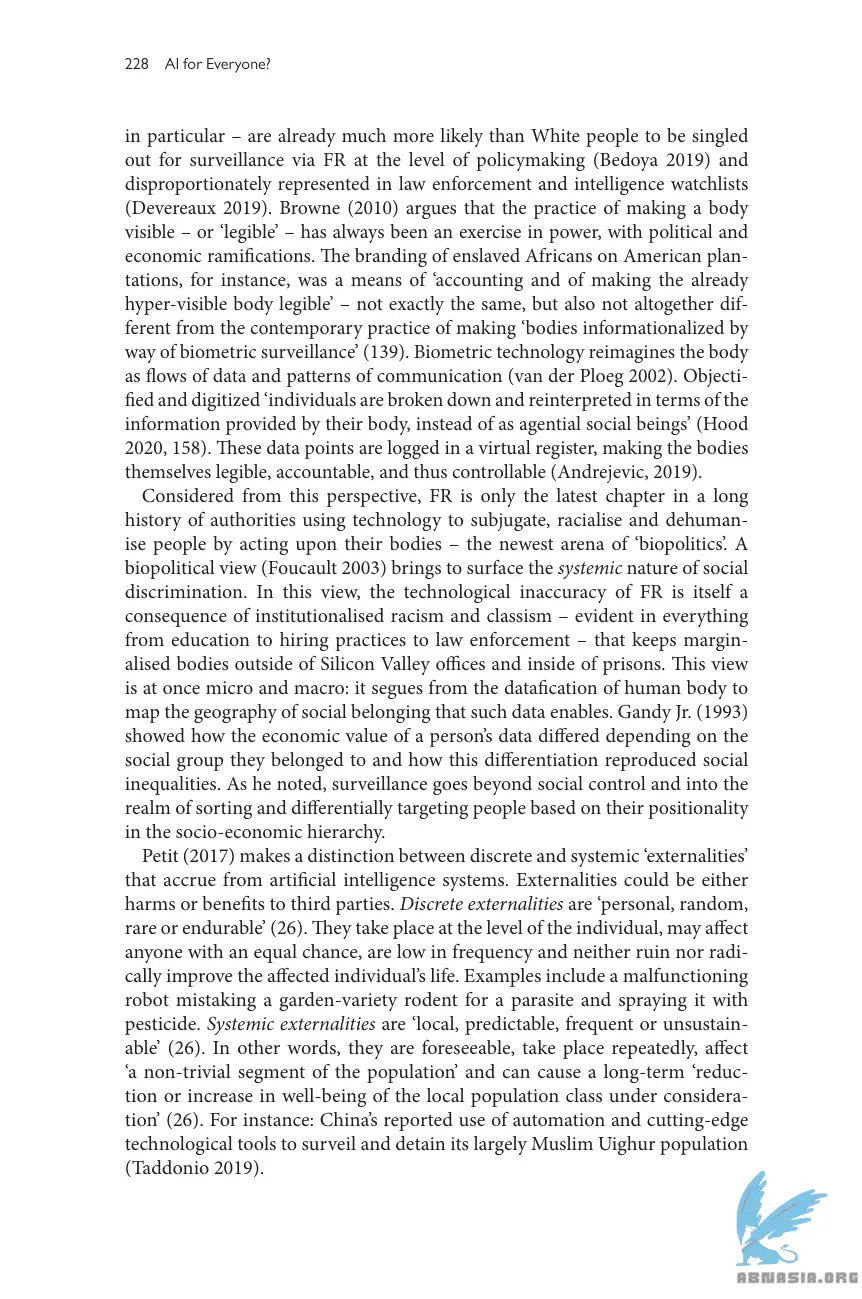 228 AI for Everyone?
in particular – are already much more likely than White people to be singled
out for surveillance via FR at the level of policymaking (Bedoya 2019) and
disproportionately represented in law enforcement and intelligence watchlists
(Devereaux 2019). Browne (2010) argues that the practice of making a body
visible – or ‘legible’ – has always been an exercise in power, with political and
economic ramifications. The branding of enslaved Africans on American plan-
tations, for instance, was a means of ‘accounting and of making the already
hyper-visible body legible’ – not exactly the same, but also not altogether dif-
ferent from the contemporary practice of making ‘bodies informationalized by
way of biometric surveillance’ (139). Biometric technology reimagines the body
as flows of data and patterns of communication (van der Ploeg 2002). Objecti-
fied and digitized ‘individuals are broken down and reinterpreted in terms of the
information provided by their body, instead of as agential social beings’ (Hood
2020, 158). These data points are logged in a virtual register, making the bodies
themselves legible, accountable, and thus controllable (Andrejevic, 2019).
Considered from this perspective, FR is only the latest chapter in a long
history of authorities using technology to subjugate, racialise and dehuman-
ise people by acting upon their bodies – the newest arena of ‘biopolitics’. A
biopolitical view (Foucault 2003) brings to surface the systemic nature of social
discrimination. In this view, the technological inaccuracy of FR is itself a
consequence of institutionalised racism and classism – evident in everything
from education to hiring practices to law enforcement – that keeps margin-
alised bodies outside of Silicon Valley offices and inside of prisons. This view
is at once micro and macro: it segues from the datafication of human body to
map the geography of social belonging that such data enables. Gandy Jr. (1993)
showed how the economic value of a person’s data differed depending on the
social group they belonged to and how this differentiation reproduced social
inequalities. As he noted, surveillance goes beyond social control and into the
realm of sorting and differentially targeting people based on their positionality
in the socio-economic hierarchy.
Petit (2017) makes a distinction between discrete and systemic ‘externalities’
that accrue from artificial intelligence systems. Externalities could be either
harms or benefits to third parties. Discrete externalities are ‘personal, random,
rare or endurable’ (26). They take place at the level of the individual, may affect
anyone with an equal chance, are low in frequency and neither ruin nor radi-
cally improve the affected individual’s life. Examples include a malfunctioning
robot mistaking a garden-variety rodent for a parasite and spraying it with
pesticide. Systemic externalities are ‘local, predictable, frequent or unsustain-
able’ (26). In other words, they are foreseeable, take place repeatedly, affect
‘a non-trivial segment of the population’ and can cause a long-term ‘reduc-
tion or increase in well-being of the local population class under considera-
tion’ (26). For instance: China’s reported use of automation and cutting-edge
technological tools to surveil and detain its largely Muslim Uighur population
(Taddonio 2019).
ABNASIA.ORG